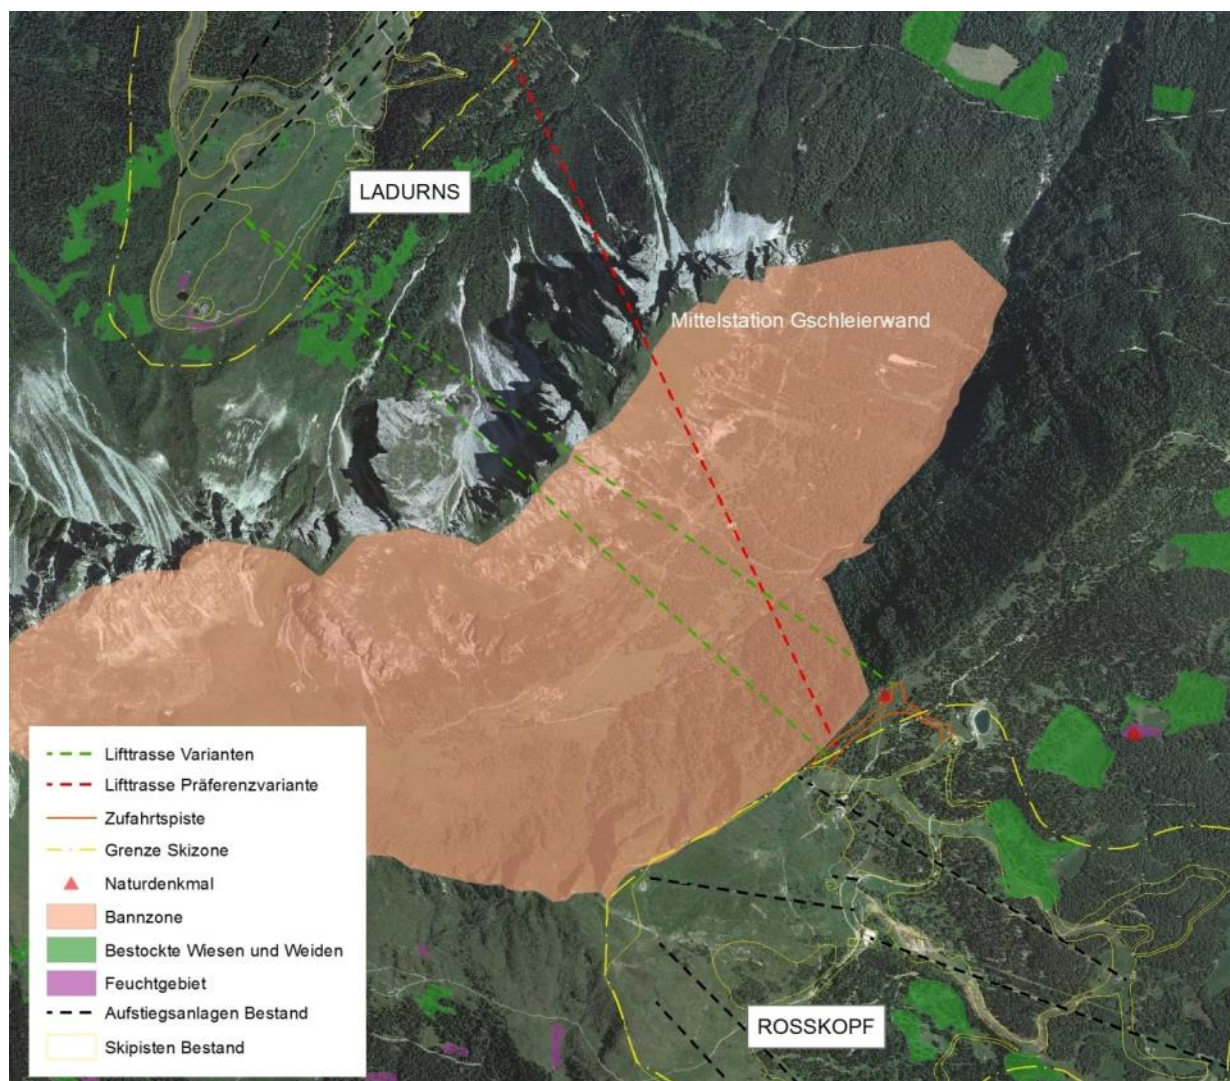 LADURNS
Mittelstation Gschleierwand
Lifttrasse Varianten
Lifttrasse Präferenzvariante
Zufahrtspiste
Grenze Skizone
Naturdenkmal
Bannzone
Bestockte Wiesen und Weiden
Feuchtgebiet
Aufstiegsanlagen Bestand
Skipisten Bestand
ROSSKOPF